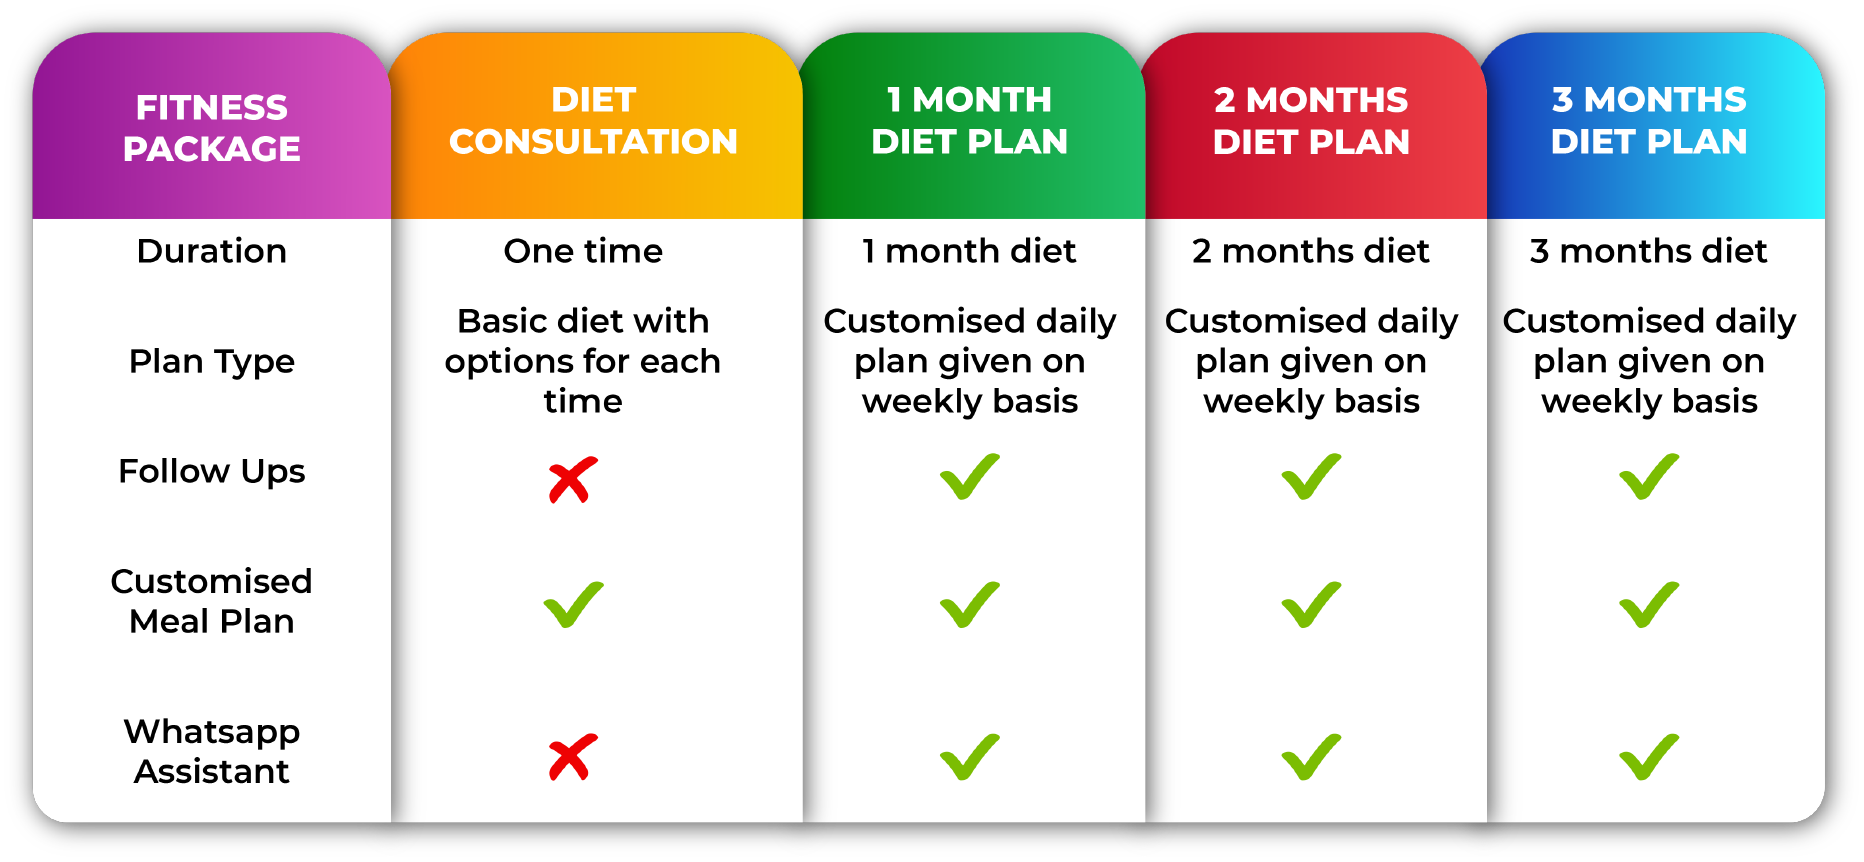 FITNESS
PACKAGE
DIET
CONSULTATION
1 MONTH
DIET PLAN
2 MONTHS
DIET PLAN
3 MONTHS
DIET PLAN
Duration
One time
1 month diet
2 months diet
3 months diet
Plan Type
Basic diet with
options for each
time
Customised daily
plan given on
weekly basis
Customised daily
plan given on
weekly basis
Customised daily
plan given on
weekly basis
Follow Ups
Customised
Meal Plan
Whatsapp
Assistant